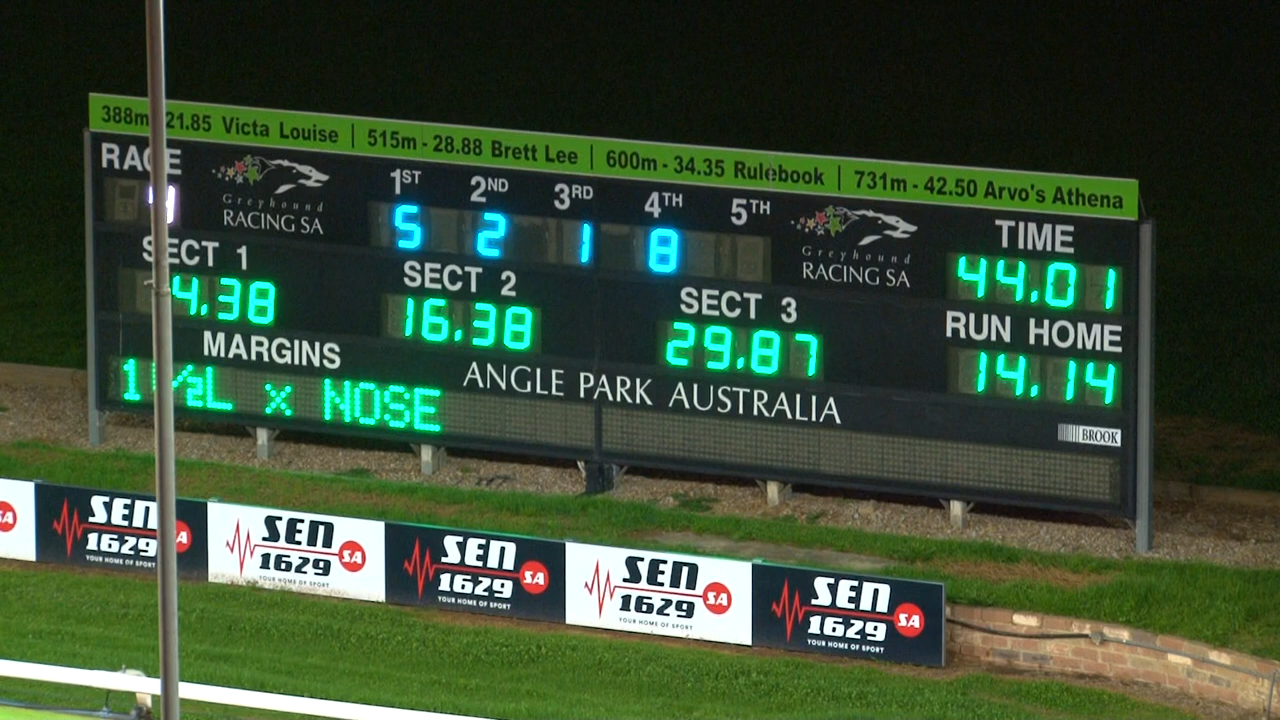 388m - 21.85 Victa Louise | 515m - 28.88 Brett Lee | 600m - 34.35 Rulebook | 731m - 42.50 Arvo's Athena
RACE
Greyhound
RACING SA
1ST 2ND 3RD 4TH 5TH
5 2 1 8
Greyhound
RACING SA
TIME
44.01
SECT 1
4.38
SECT 2
16.38
SECT 3
29.87
RUN HOME
14.14
MARGINS
1 ½L x NOSE
ANGLE PARK AUSTRALIA
BROOK
SA
SEN
1629
SA
YOUR HOME OF SPORT
SEN
1629
SA
YOUR HOME OF SPORT
SEN
1629
SA
YOUR HOME OF SPORT
SEN
1629
SA
YOUR HOME OF SPORT
SEN
1629
SA
YOUR HOME OF SPORT